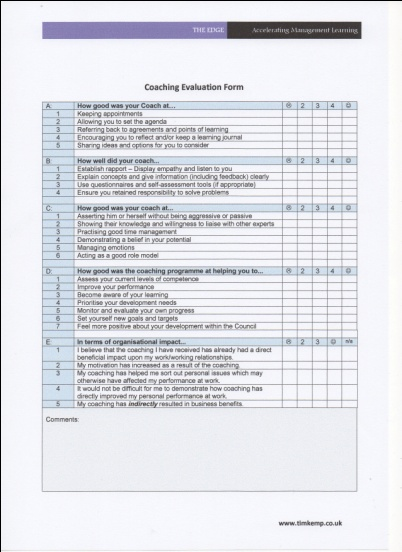 THE EDGE Accelerating Management Learning
Coaching Evaluation Form
A: How good was your Coach at... ☹ 2 3 4 ☺
1 Keeping appointments
2 Allowing you to set the agenda
3 Referring back to agreements and points of learning
4 Encouraging you to reflect and/or keep a learning journal
5 Sharing ideas and options for you to consider
B: How well did your coach... ☹ 2 3 4 ☺
1 Establish rapport – Display empathy and listen to you
2 Explain concepts and give information (including feedback) clearly
3 Use questionnaires and self-assessment tools (if appropriate)
4 Ensure you retained responsibility to solve problems
C: How good was your coach at... ☹ 2 3 4 ☺
1 Asserting him or herself without being aggressive or passive
2 Showing their knowledge and willingness to liaise with other experts
3 Practising good time management
4 Demonstrating a belief in your potential
5 Managing emotions
6 Acting as a good role model
D: How good was the coaching programme at helping you to... ☹ 2 3 4 ☺
1 Assess your current levels of competence
2 Improve your performance
3 Become aware of your learning
4 Prioritise your development needs
5 Monitor and evaluate your own progress
6 Set yourself new goals and targets
7 Feel more positive about your development within the Council
E: In terms of organisational impact... ☹ 2 3 ☺ n/a
1 I believe that the coaching I have received has already had a direct
beneficial impact upon my work/working relationships.
2 My motivation has increased as a result of the coaching.
3 My coaching has helped me sort out personal issues which may
otherwise have affected my performance at work.
4 It would not be difficult for me to demonstrate how coaching has
directly improved my personal performance at work.
5 My coaching has indirectly resulted in business benefits.
Comments:
www.timkemp.co.uk